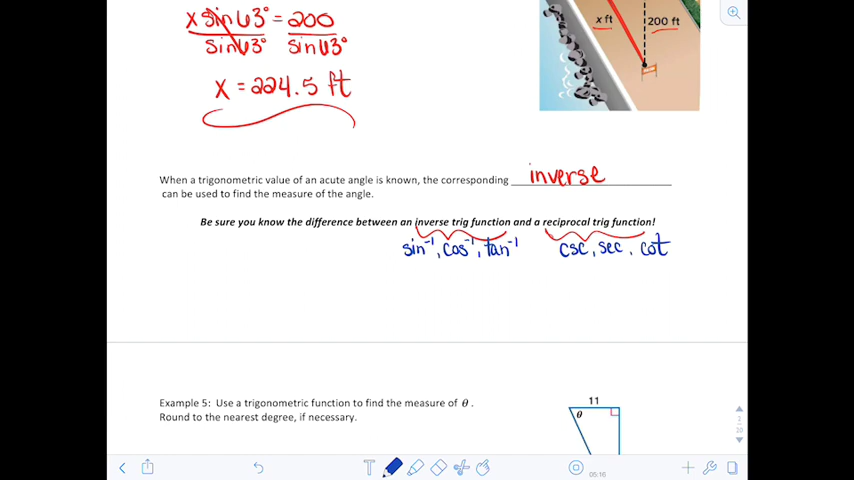 x sin 63° = 200
sin 63° sin 63°
x = 224.5 ft
x ft
200 ft
When a trigonometric value of an acute angle is known, the corresponding inverse
can be used to find the measure of the angle.
Be sure you know the difference between an inverse trig function and a reciprocal trig function!
sin⁻¹, cos⁻¹, tan⁻¹ csc, sec, cot
Example 5: Use a trigonometric function to find the measure of θ.
Round to the nearest degree, if necessary.
11
θ
1
10
T
05:16